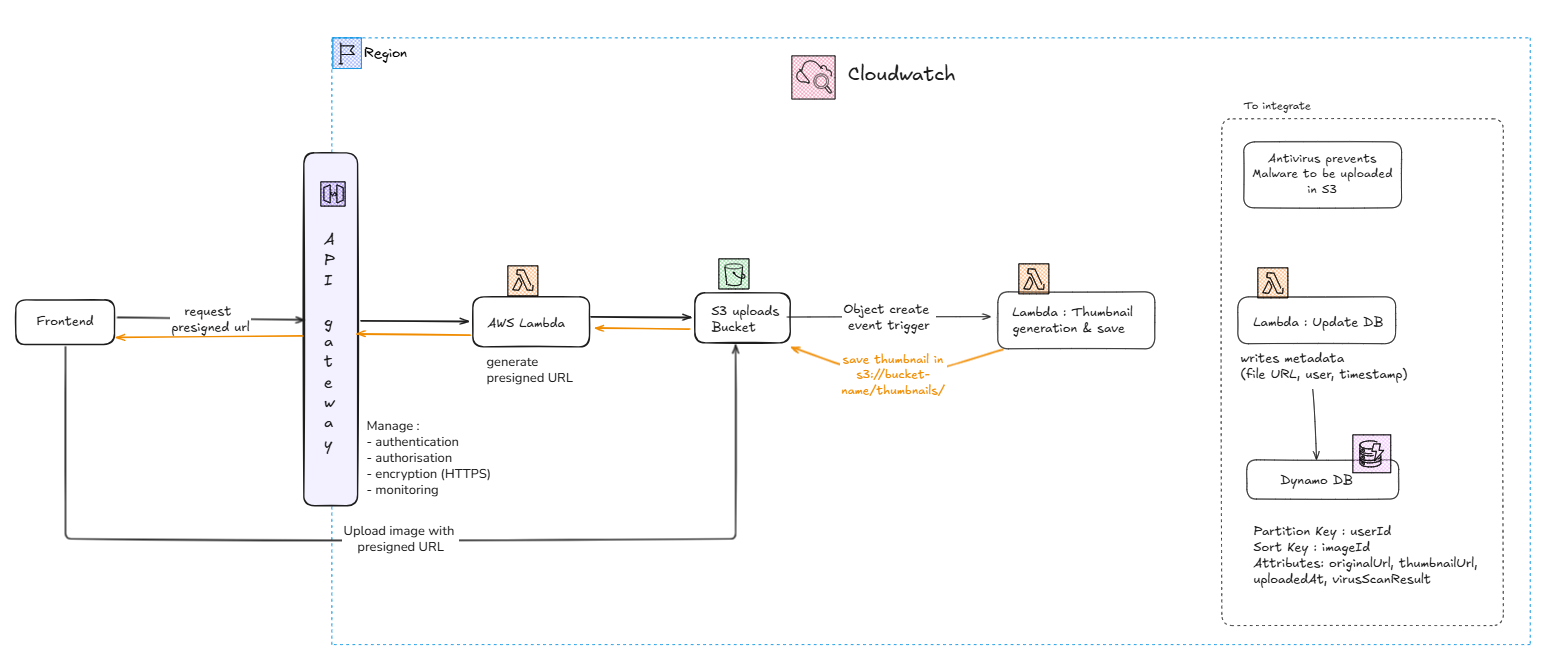 Region
Cloudwatch
To integrate
Antivirus prevents
Malware to be uploaded
in S3
A
P
I
g
a
t
e
w
a
y
Frontend
request
presigned url
AWS Lambda
generate
presigned URL
S3 uploads
Bucket
Object create
event trigger
Lambda : Thumbnail
generation & save
save thumbnail in
s3://bucket-
name/thumbnails/
Lambda : Update DB
writes metadata
(file URL, user, timestamp)
Manage :
- authentication
- authorisation
- encryption (HTTPS)
- monitoring
Dynamo DB
Upload image with
presigned URL
Partition Key : userId
Sort Key : imageId
Attributes: originalUrl, thumbnailUrl,
uploadedAt, virusScanResult